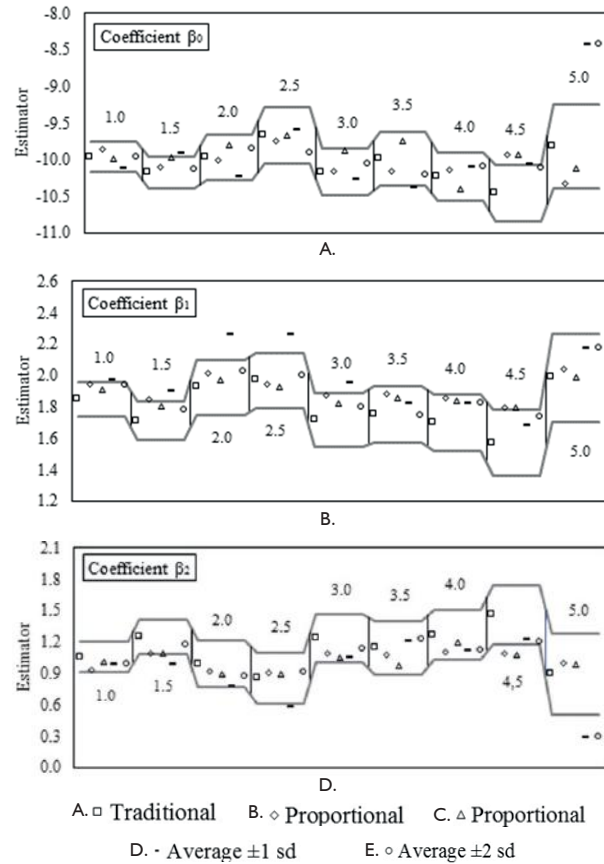 Coefficient β0
Estimator
-8.0
-8.5
-9.0
-9.5
-10.0
-10.5
-11.0
1.0 1.5 2.0 2.5 3.0 3.5 4.0 4.5 5.0
A.
Coefficient β1
Estimator
2.6
2.4
2.2
2.0
1.8
1.6
1.4
1.2
1.0 1.5 2.0 2.5 3.0 3.5 4.0 4.5 5.0
B.
Coefficient β2
Estimator
2.1
1.8
1.5
1.2
0.9
0.6
0.3
0.0
1.0 1.5 2.0 2.5 3.0 3.5 4.0 4,5 5.0
D.
A. □ Traditional B. ◇ Proportional C. △ Proportional
D. - Average ±1 sd E. ○ Average ±2 sd